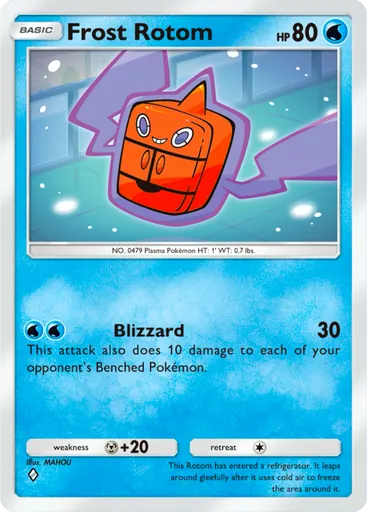 BASIC Frost Rotom HP 80
NO. 0479 Plasma Pokémon HT: 1' WT: 0.7 lbs.
Blizzard 30
This attack also does 10 damage to each of your
opponent's Benched Pokémon.
weakness +20 retreat
Illus. MAHOU
This Rotom has entered a refrigerator. It leaps
around gleefully after it uses cold air to freeze
the area around it.